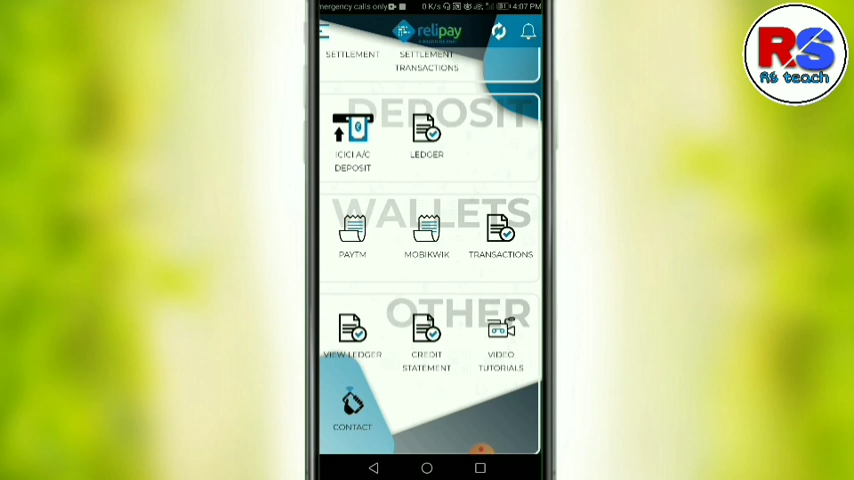 mergency calls only
0 K/s
4:07 PM
relipay
RS
Rs teach
SETTLEMENT
SETTLEMENT
TRANSACTIONS
DEPOSIT
ICICI A/C
DEPOSIT
LEDGER
WALLETS
PAYTM
MOBIKWIK
TRANSACTIONS
OTHER
VIEW LEDGER
CREDIT
STATEMENT
VIDEO
TUTORIALS
CONTACT